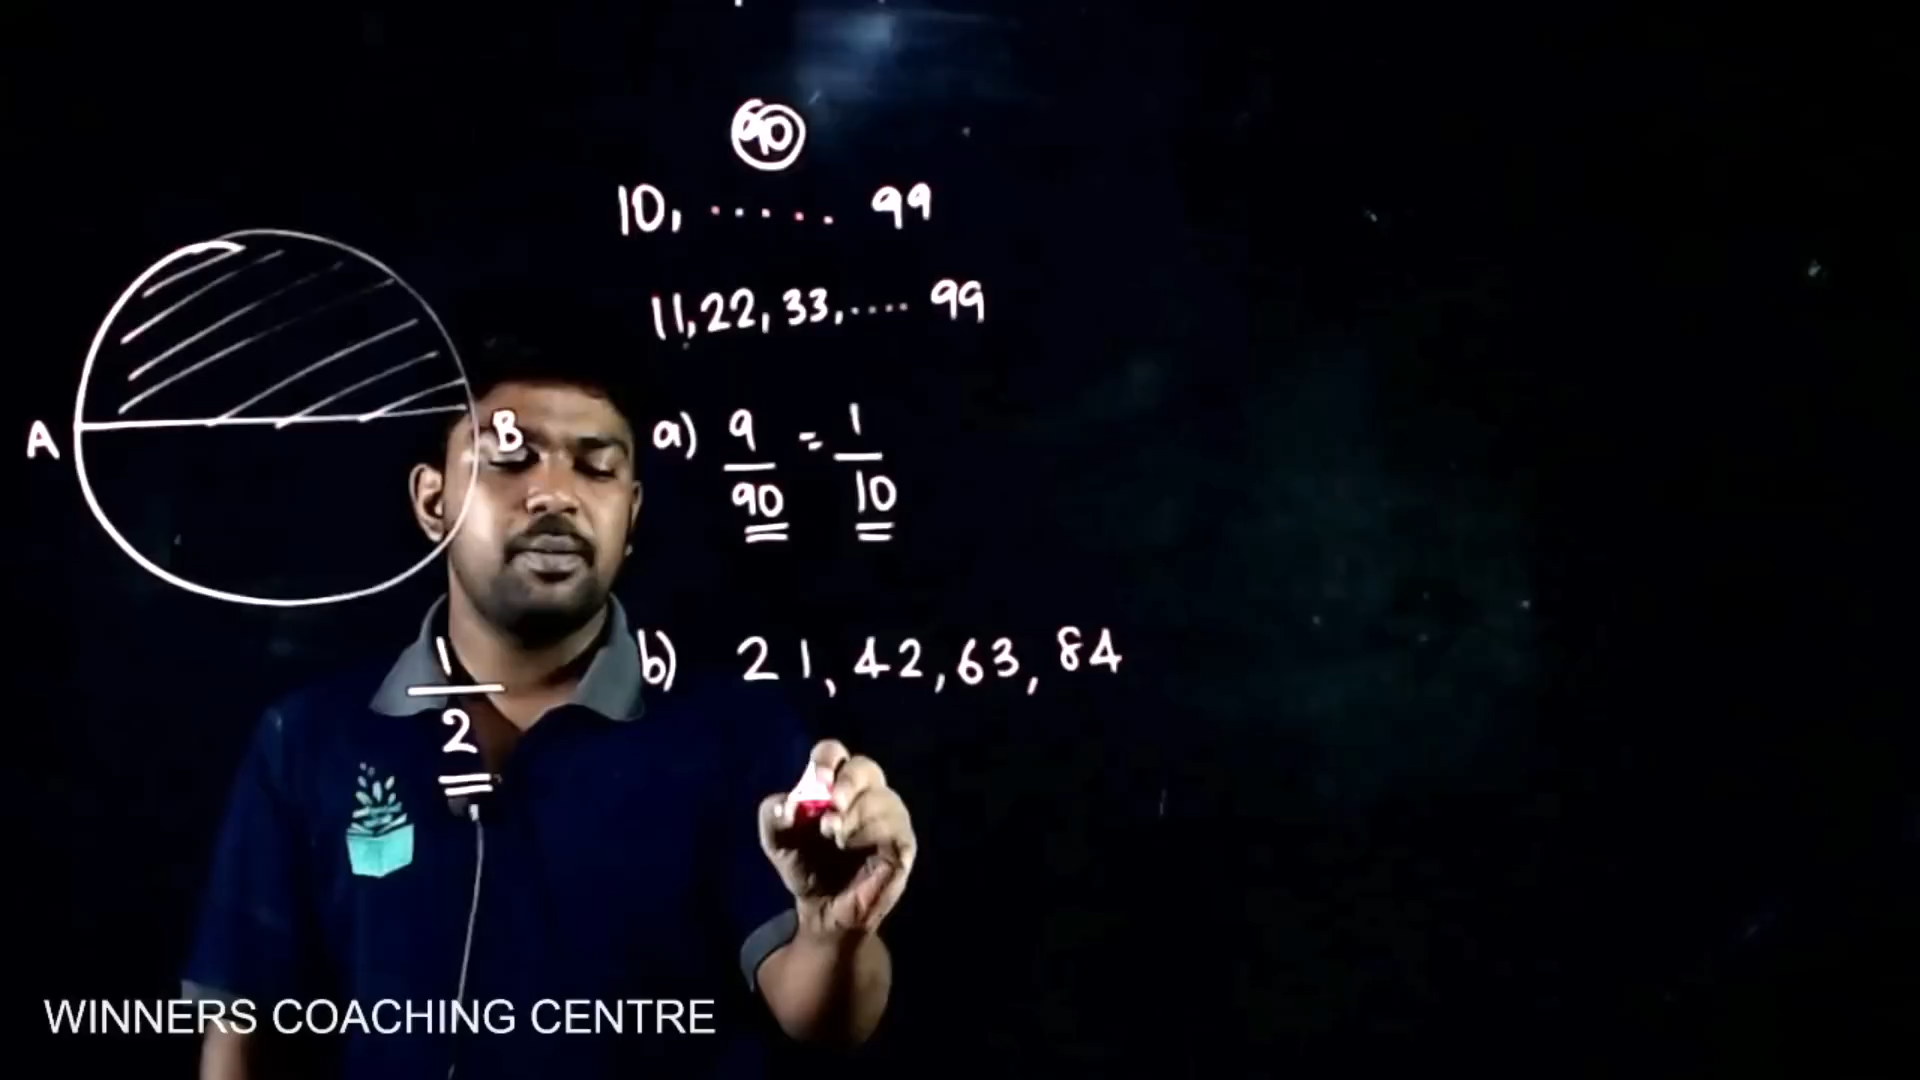 90
10, ..... 99
11, 22, 33, .... 99
A
B
a) 9/90 = 1/10
1/2
b) 21, 42, 63, 84
WINNERS COACHING CENTRE